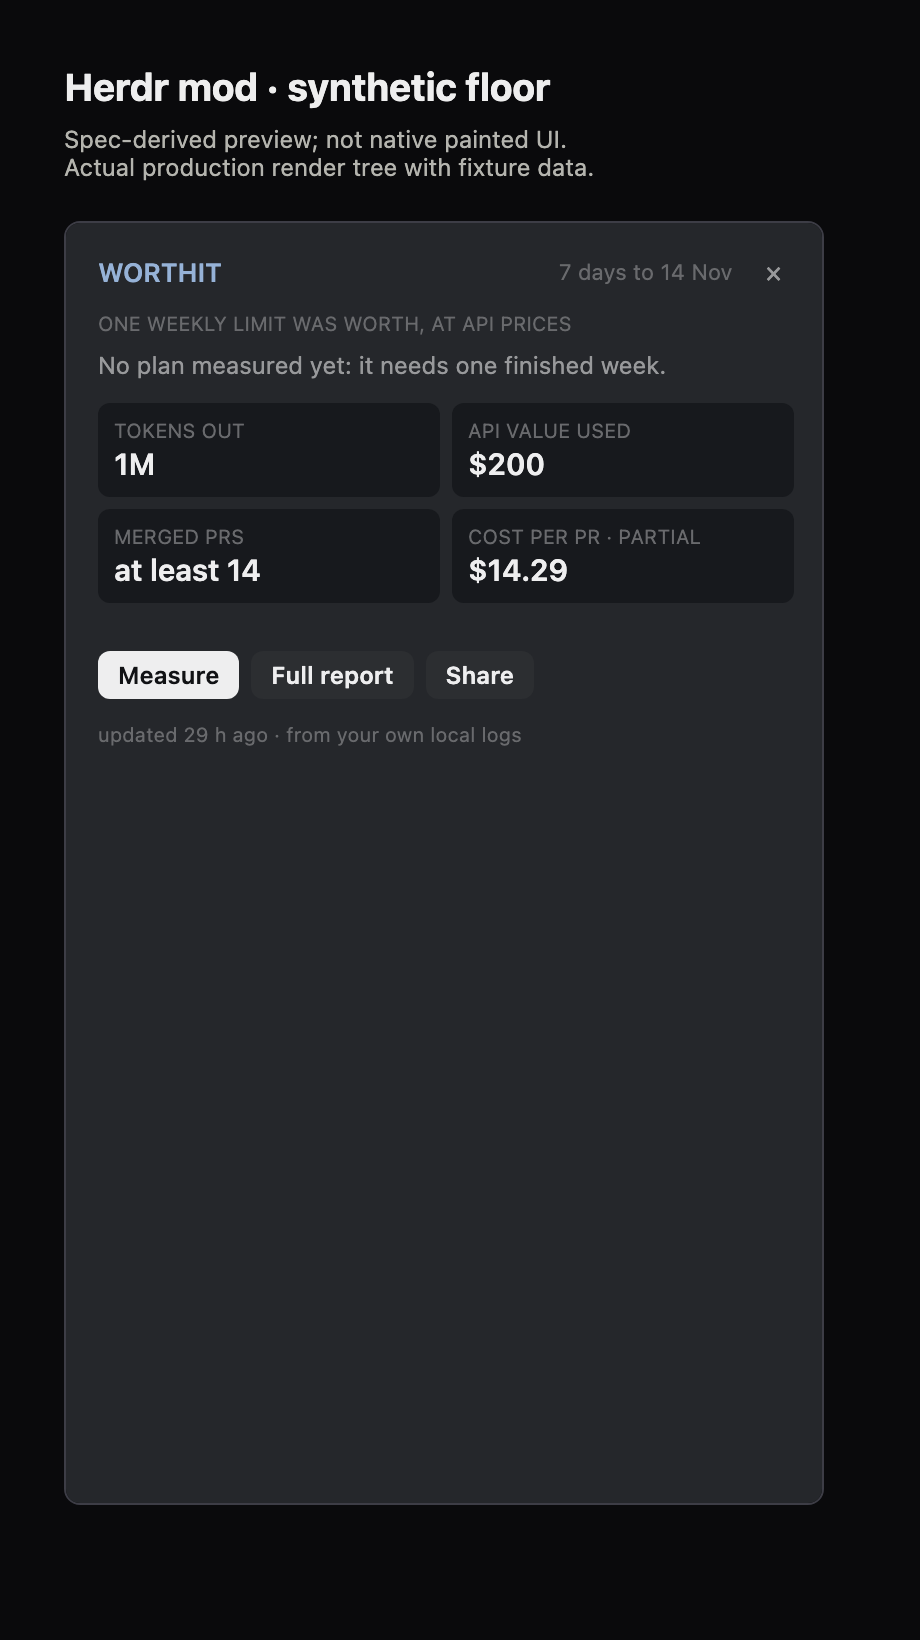 Herdr mod · synthetic floor
Spec-derived preview; not native painted UI.
Actual production render tree with fixture data.
WORTHIT
7 days to 14 Nov ×
ONE WEEKLY LIMIT WAS WORTH, AT API PRICES
No plan measured yet: it needs one finished week.
TOKENS OUT
1M
API VALUE USED
$200
MERGED PRS
at least 14
COST PER PR · PARTIAL
$14.29
Measure
Full report
Share
updated 29 h ago · from your own local logs